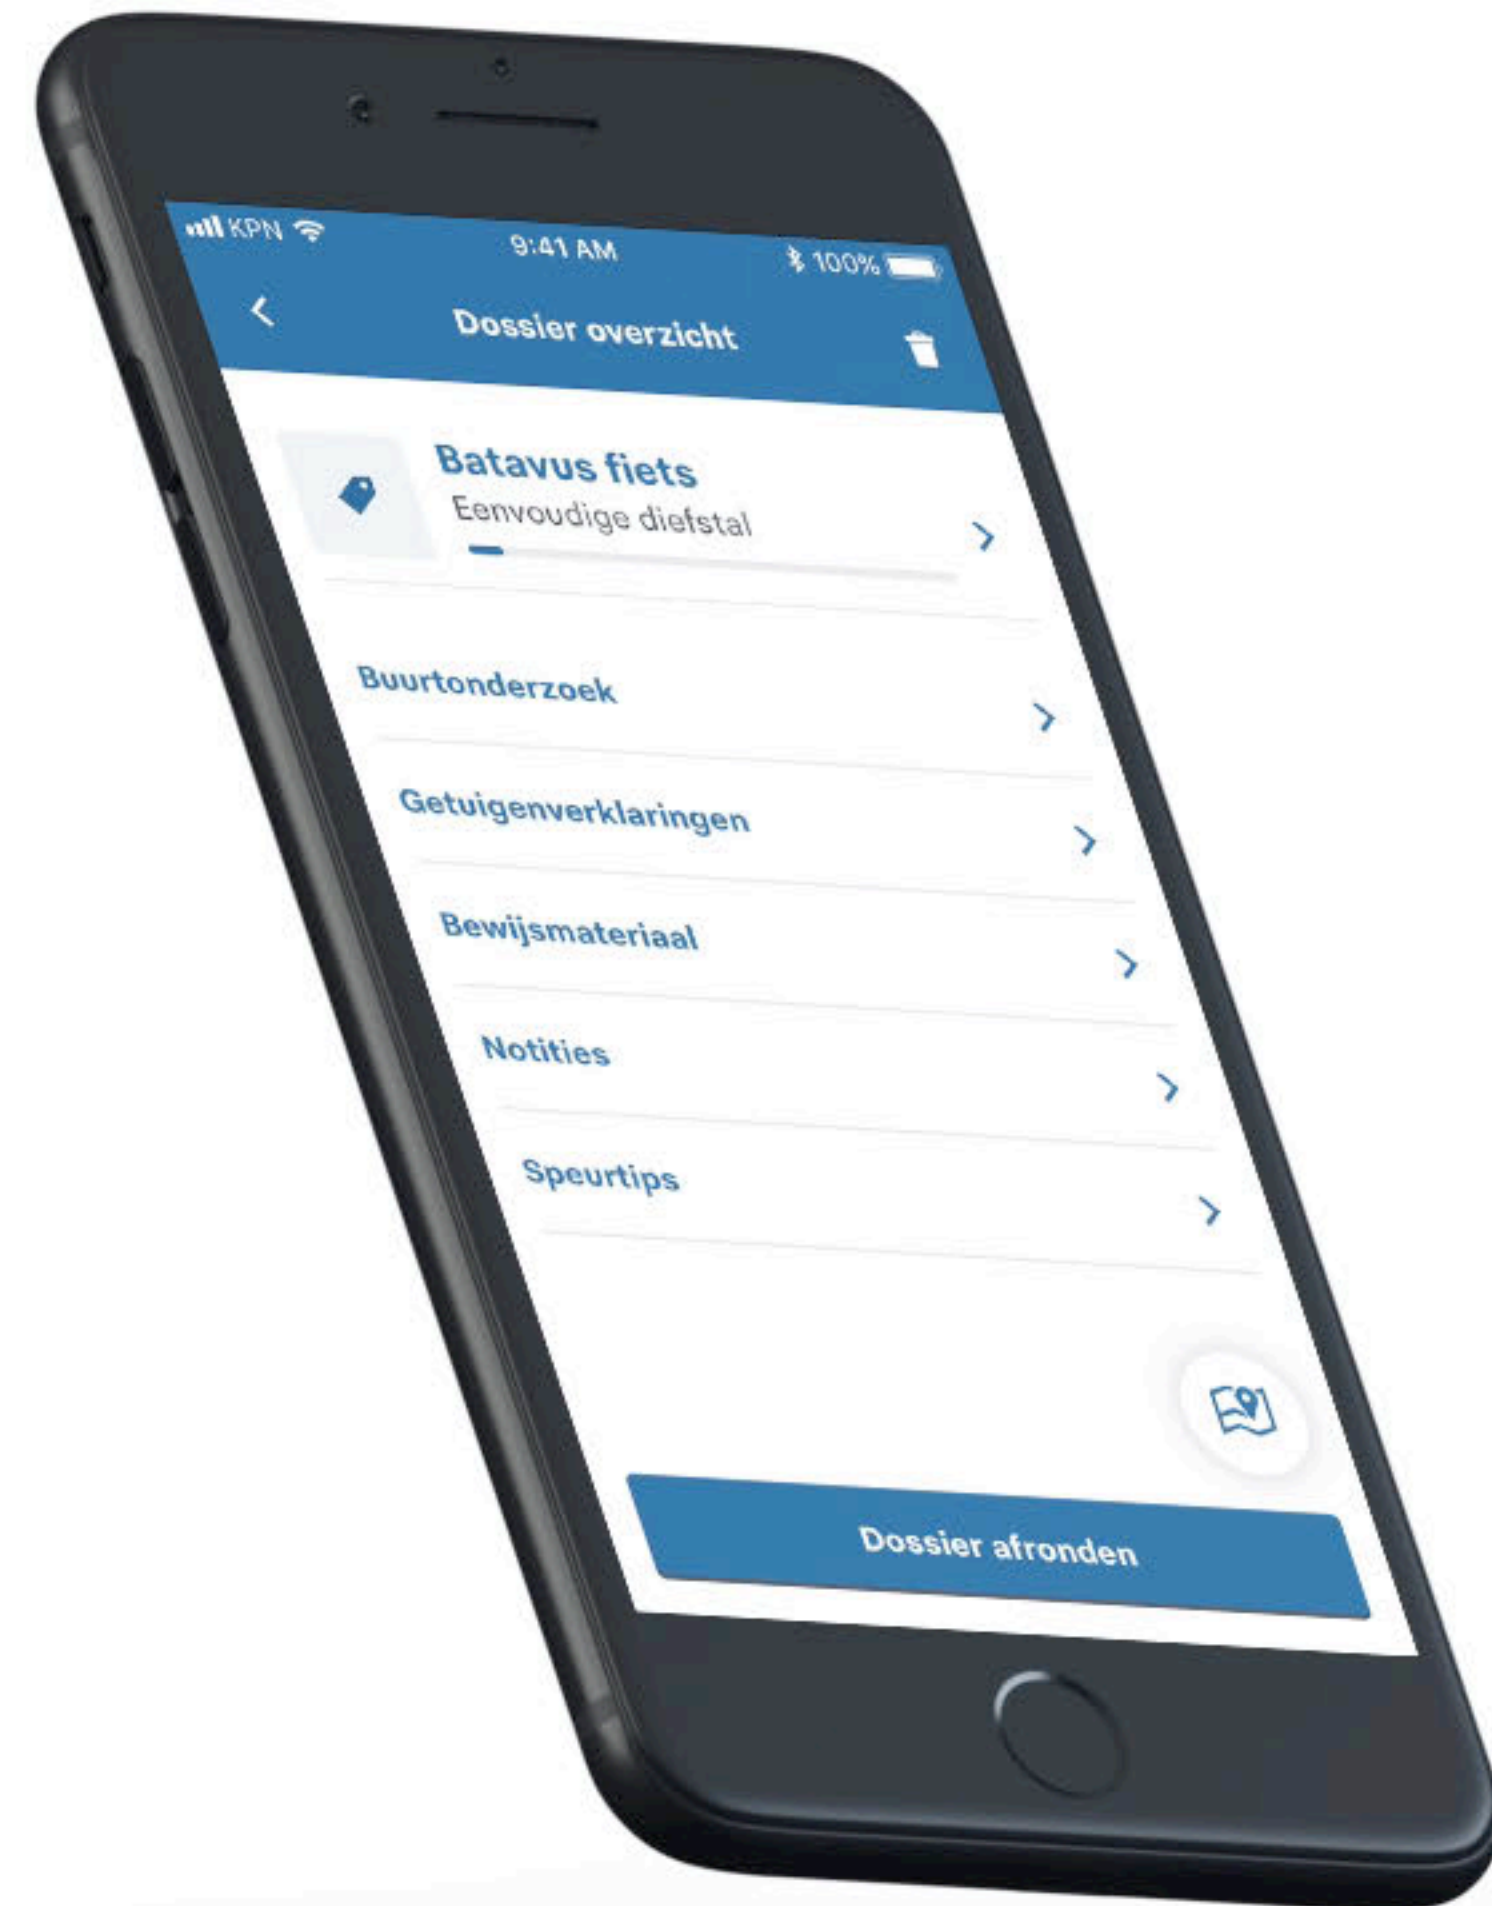 KPN 9:41 AM 100%
Dossier overzicht
Batavus fiets
Eenvoudige diefstal
Buurtonderzoek
Getuigenverklaringen
Bewijsmateriaal
Notities
Speurtips
Dossier afronden